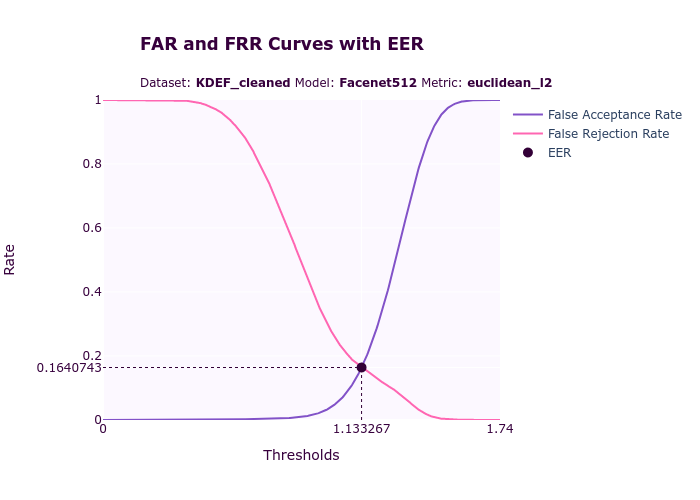 FAR and FRR Curves with EER
Dataset: KDEF_cleaned Model: Facenet512 Metric: euclidean_l2
1
0.8
0.6
0.4
0.2
0.1640743
0
0
1.133267
1.74
Rate
Thresholds
False Acceptance Rate
False Rejection Rate
EER